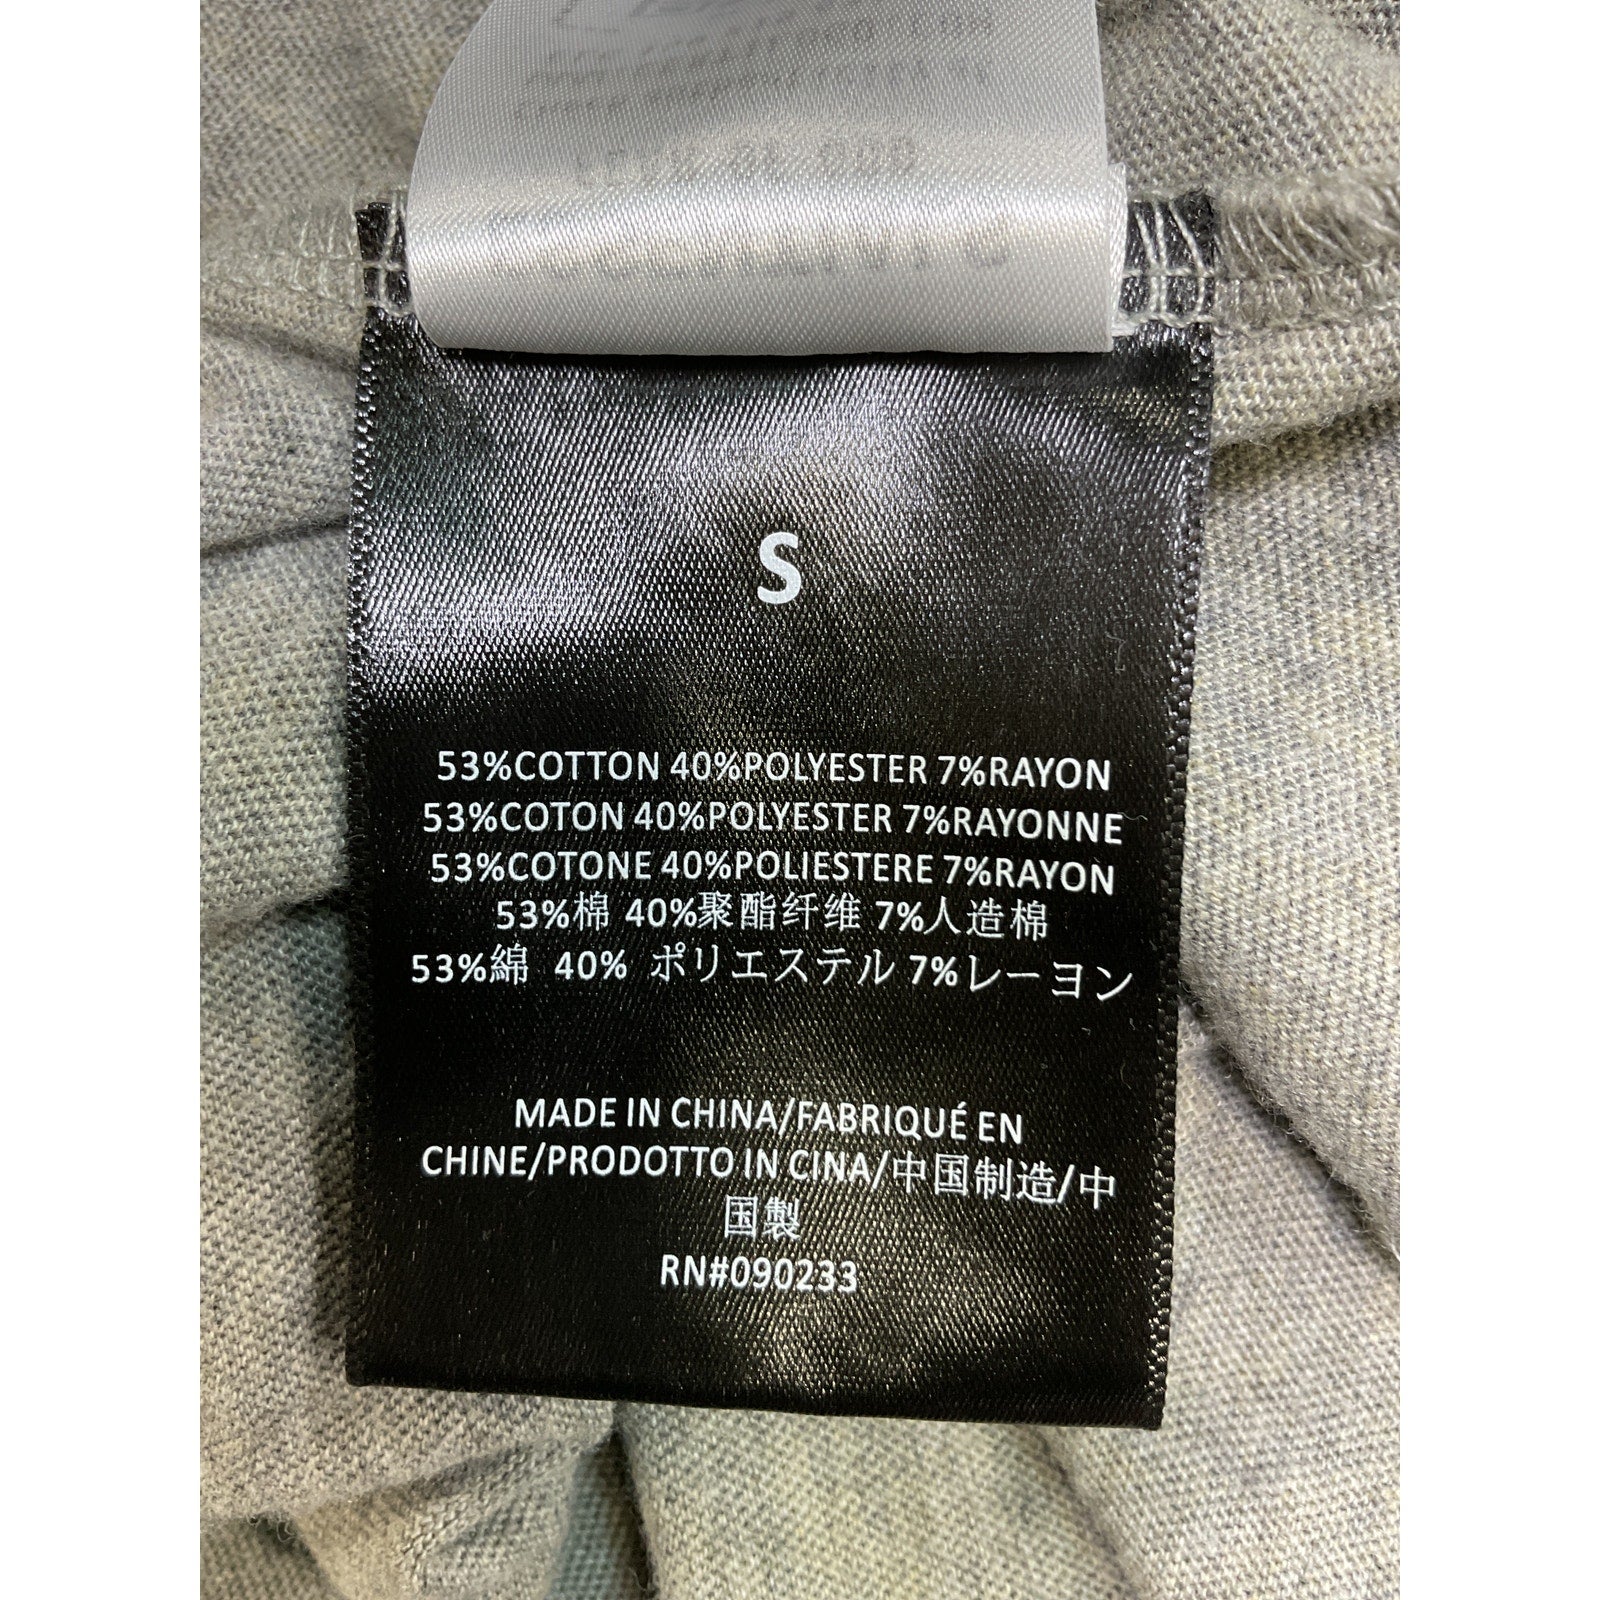 S
53%COTTON 40%POLYESTER 7%RAYON
53%COTON 40%POLYESTER 7%RAYONNE
53%COTONE 40%POLIESTERE 7%RAYON
53%棉 40%聚酯纤维 7%人造棉
53%綿 40% ポリエステル 7%レーヨン
MADE IN CHINA/FABRIQUÉ EN
CHINE/PRODOTTO IN CINA/中国制造/中
国製
RN#090233